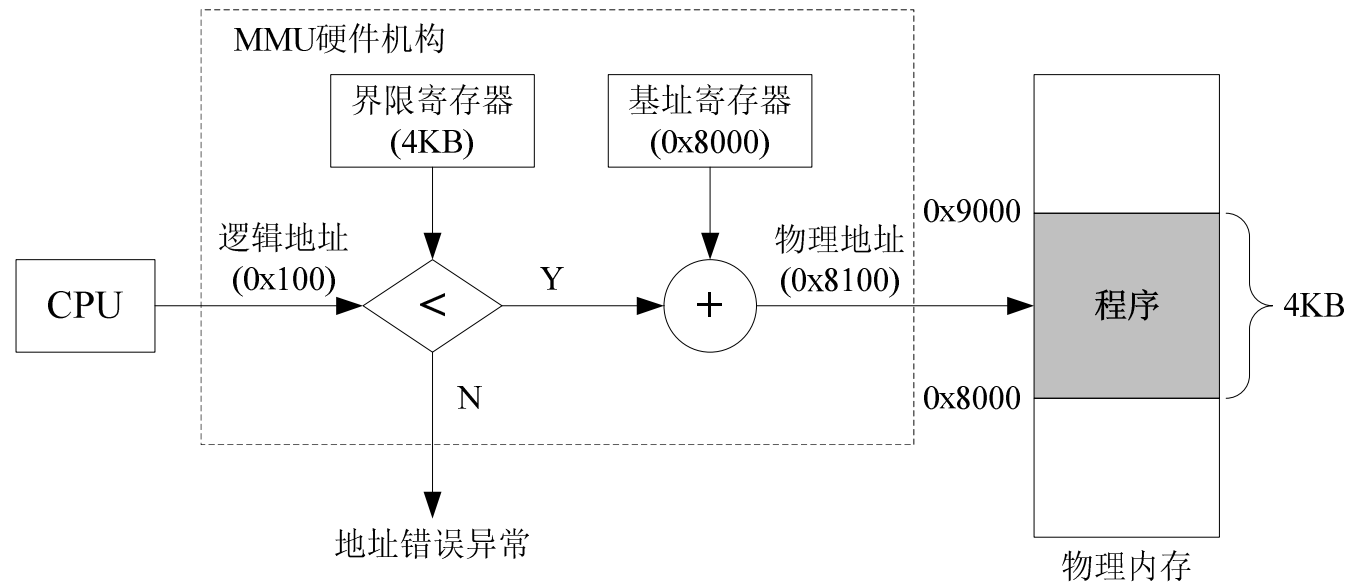 MMU硬件机构
界限寄存器
(4KB)
基址寄存器
(0x8000)
0x9000
逻辑地址
(0x100)
物理地址
(0x8100)
CPU
<
Y
+
程序
4KB
N
0x8000
地址错误异常
物理内存